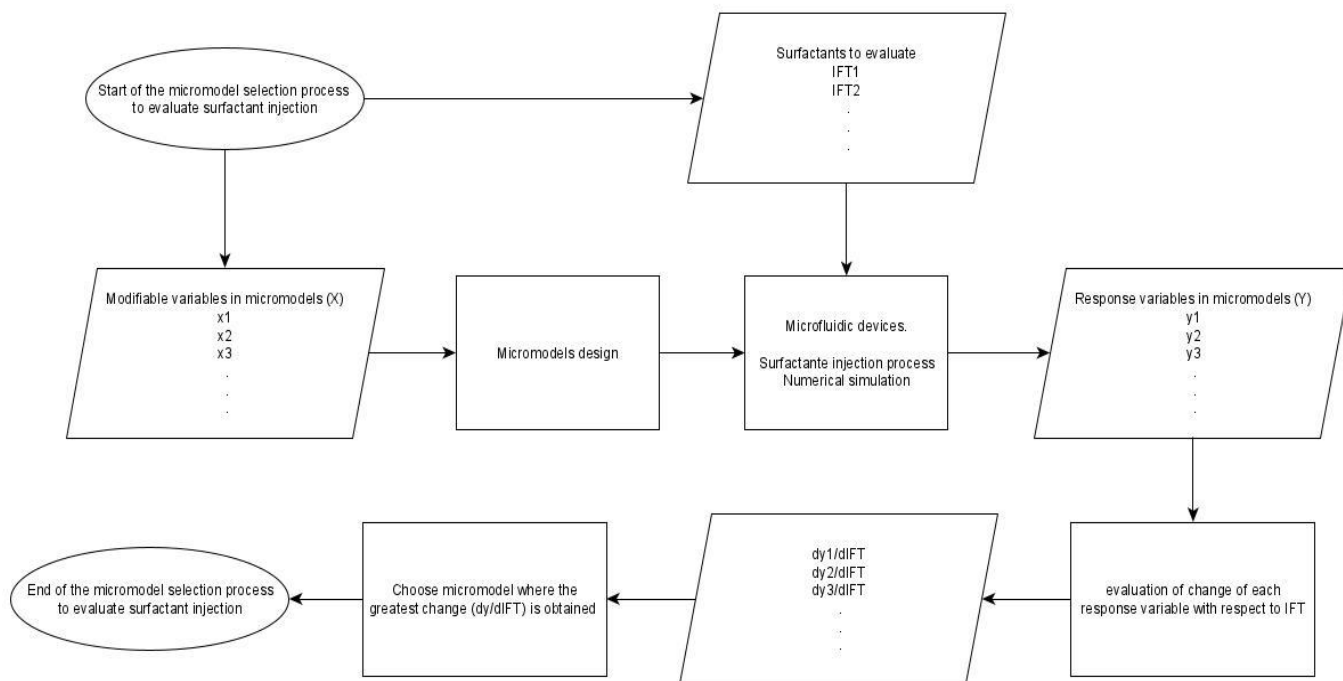 Surfactants to evaluate
IFT1
IFT2
.
.
.
Start of the micromodel selection process
to evaluate surfactant injection
Modifiable variables in micromodels (X)
x1
x2
x3
.
.
.
Micromodels design
Microfluidic devices.
Surfactante injection process
Numerical simulation
Response variables in micromodels (Y)
y1
y2
y3
.
.
.
End of the micromodel selection process
to evaluate surfactant injection
Choose micromodel where the
greatest change (dy/dIFT) is obtained
dy1/dIFT
dy2/dIFT
dy3/dIFT
.
.
.
evaluation of change of each
response variable with respect to IFT